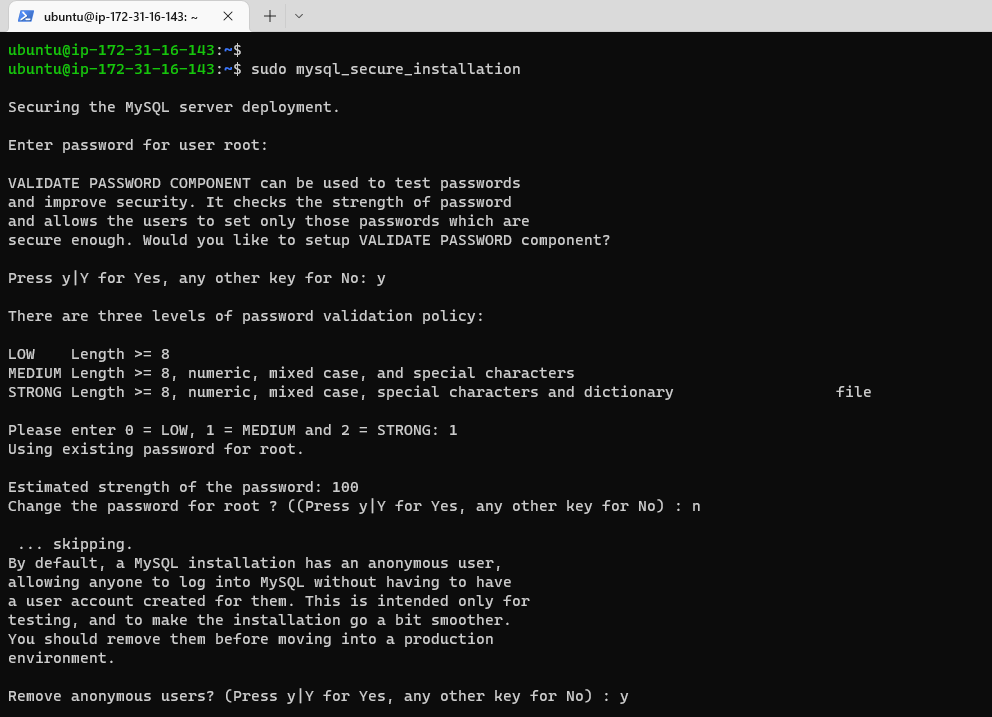 ubuntu@ip-172-31-16-143: ~
ubuntu@ip-172-31-16-143:~$
ubuntu@ip-172-31-16-143:~$ sudo mysql_secure_installation
Securing the MySQL server deployment.
Enter password for user root:
VALIDATE PASSWORD COMPONENT can be used to test passwords
and improve security. It checks the strength of password
and allows the users to set only those passwords which are
secure enough. Would you like to setup VALIDATE PASSWORD component?
Press y|Y for Yes, any other key for No: y
There are three levels of password validation policy:
LOW    Length >= 8
MEDIUM Length >= 8, numeric, mixed case, and special characters
STRONG Length >= 8, numeric, mixed case, special characters and dictionary                  file
Please enter 0 = LOW, 1 = MEDIUM and 2 = STRONG: 1
Using existing password for root.
Estimated strength of the password: 100
Change the password for root ? ((Press y|Y for Yes, any other key for No) : n
 ... skipping.
By default, a MySQL installation has an anonymous user,
allowing anyone to log into MySQL without having to have
a user account created for them. This is intended only for
testing, and to make the installation go a bit smoother.
You should remove them before moving into a production
environment.
Remove anonymous users? (Press y|Y for Yes, any other key for No) : y